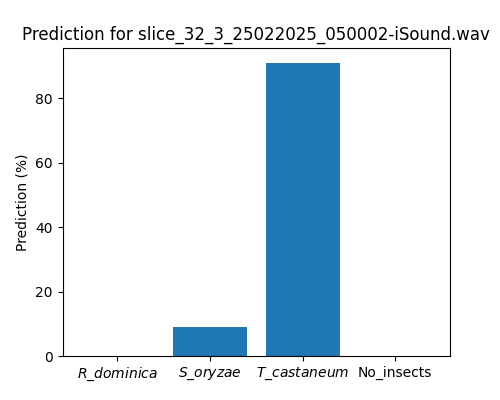 Prediction for slice_32_3_25022025_050002-iSound.wav
Prediction (%)
80
60
40
20
0
R_dominica S_oryzae T_castaneum No_insects